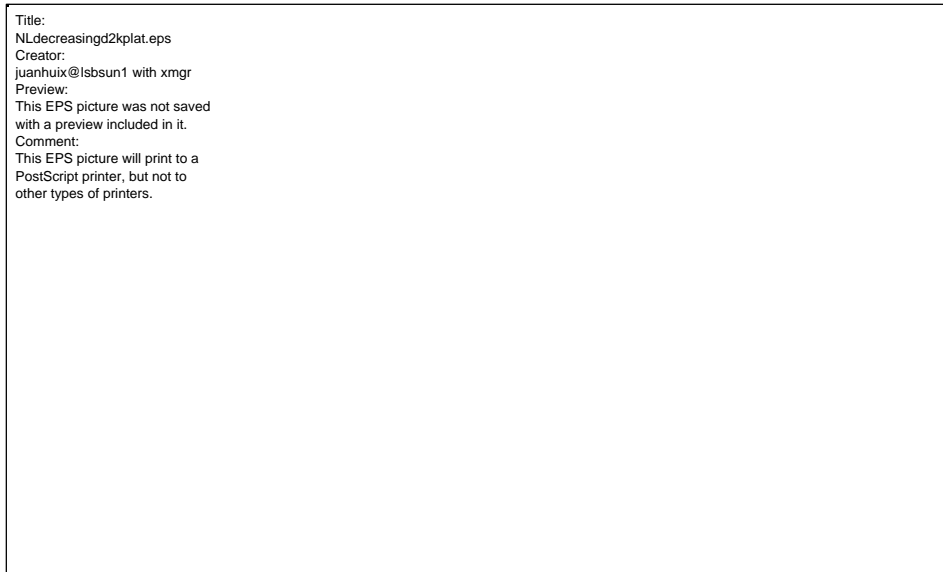 Title:
NLdecreasingd2kplat.eps
Creator:
juanhuix@lsbsun1 with xmgr
Preview:
This EPS picture was not saved
with a preview included in it.
Comment:
This EPS picture will print to a
PostScript printer, but not to
other types of printers.